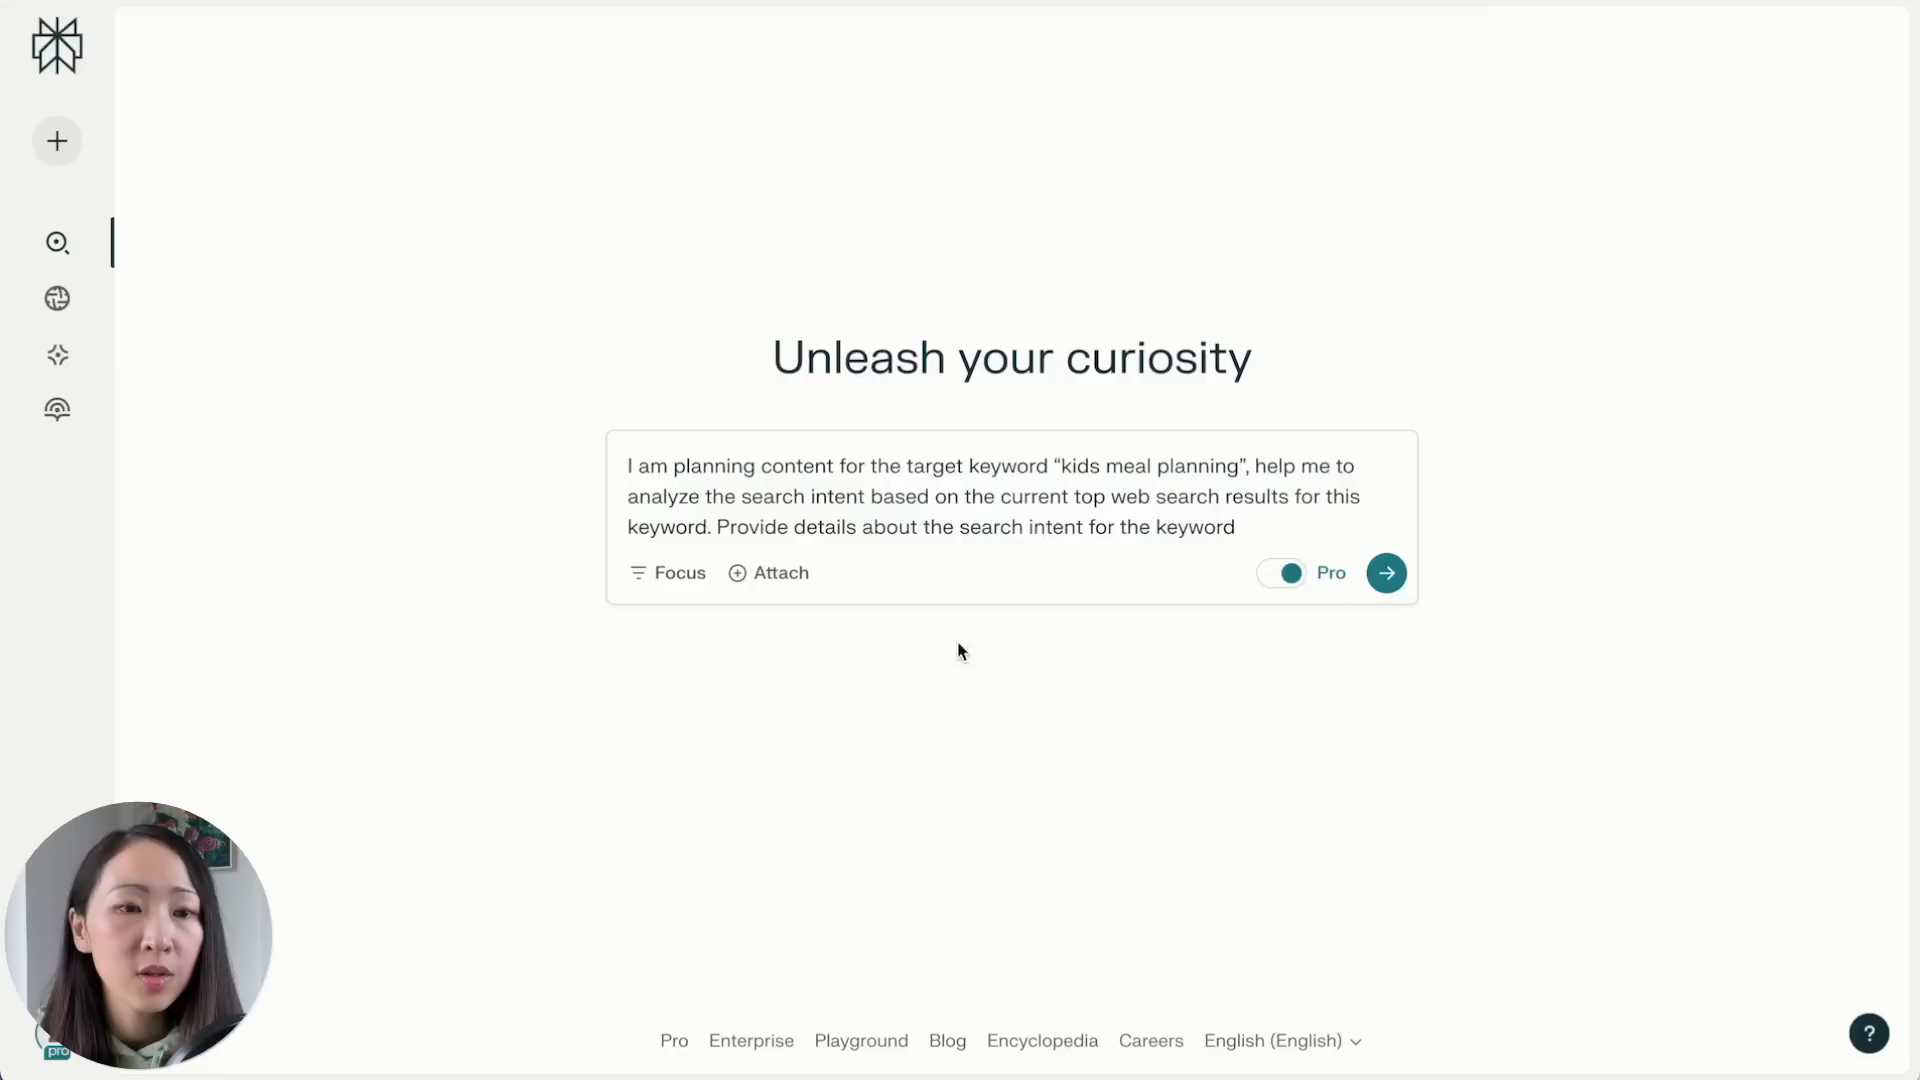 Unleash your curiosity
I am planning content for the target keyword “kids meal planning”, help me to
analyze the search intent based on the current top web search results for this
keyword. Provide details about the search intent for the keyword
Focus Attach Pro
pro
Pro Enterprise Playground Blog Encyclopedia Careers English (English)
?